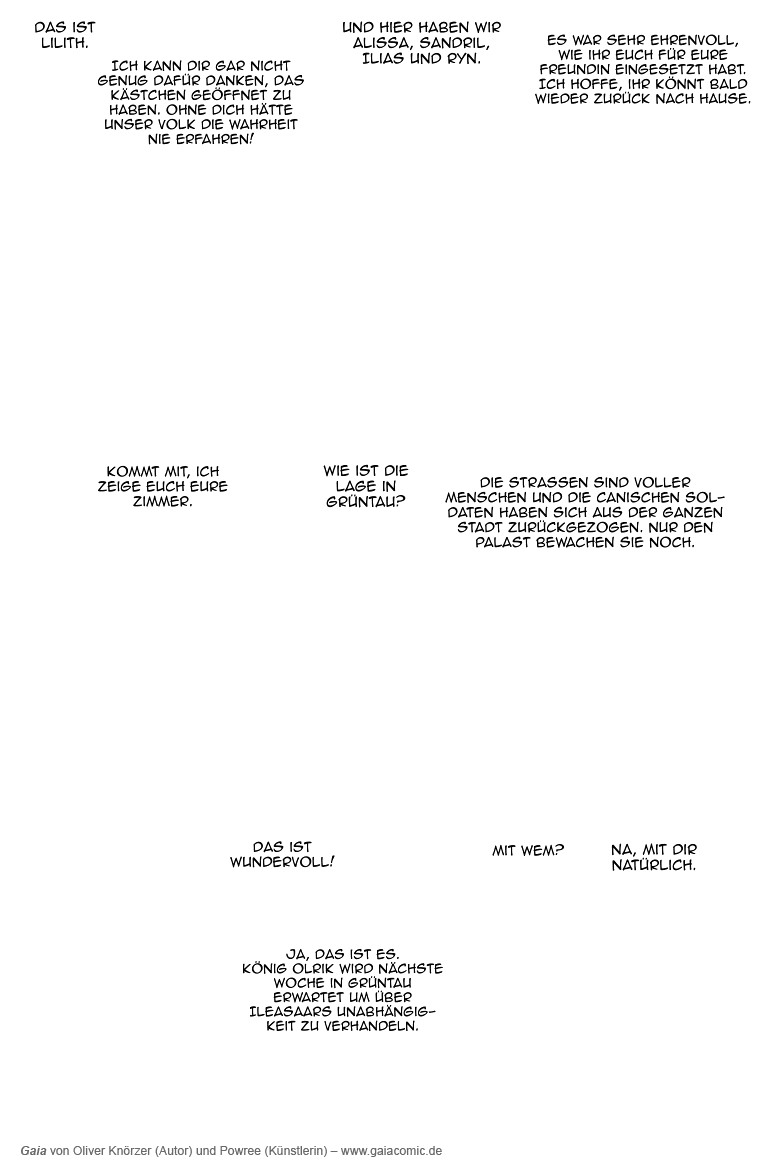 DAS IST
LILITH.
ICH KANN DIR GAR NICHT
GENUG DAFÜR DANKEN, DAS
KÄSTCHEN GEÖFFNET ZU
HABEN. OHNE DICH HÄTTE
UNSER VOLK DIE WAHRHEIT
NIE ERFAHREN!
UND HIER HABEN WIR
ALISSA, SANDRIL,
ILIAS UND RYN.
ES WAR SEHR EHRENVOLL,
WIE IHR EUCH FÜR EURE
FREUNDIN EINGESETZT HABT.
ICH HOFFE, IHR KÖNNT BALD
WIEDER ZURÜCK NACH HAUSE.
KOMMT MIT, ICH
ZEIGE EUCH EURE
ZIMMER.
WIE IST DIE
LAGE IN
GRÜNTAU?
DIE STRASSEN SIND VOLLER
MENSCHEN UND DIE CANISCHEN SOL-
DATEN HABEN SICH AUS DER GANZEN
STADT ZURÜCKGEZOGEN. NUR DEN
PALAST BEWACHEN SIE NOCH.
DAS IST
WUNDERVOLL!
JA, DAS IST ES.
KÖNIG OLRIK WIRD NÄCHSTE
WOCHE IN GRÜNTAU
ERWARTET UM ÜBER
ILEASAARS UNABHÄNGIG-
KEIT ZU VERHANDELN.
MIT WEM?
NA, MIT DIR
NATÜRLICH.
Gaia von Oliver Knörzer (Autor) und Powree (Künstlerin) – www.gaiacomic.de